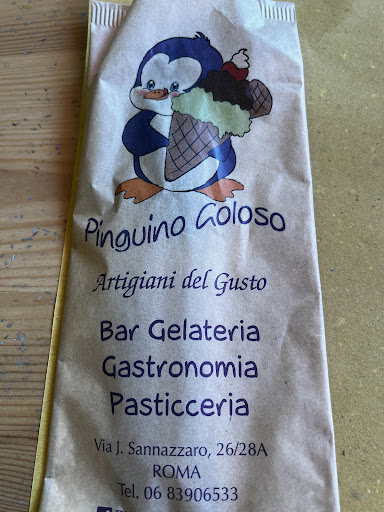 Pinguino Goloso
Artigiani del Gusto
Bar Gelateria
Gastronomia
Pasticceria
Via J. Sannazzaro, 26/28A
ROMA
Tel. 06 83906533